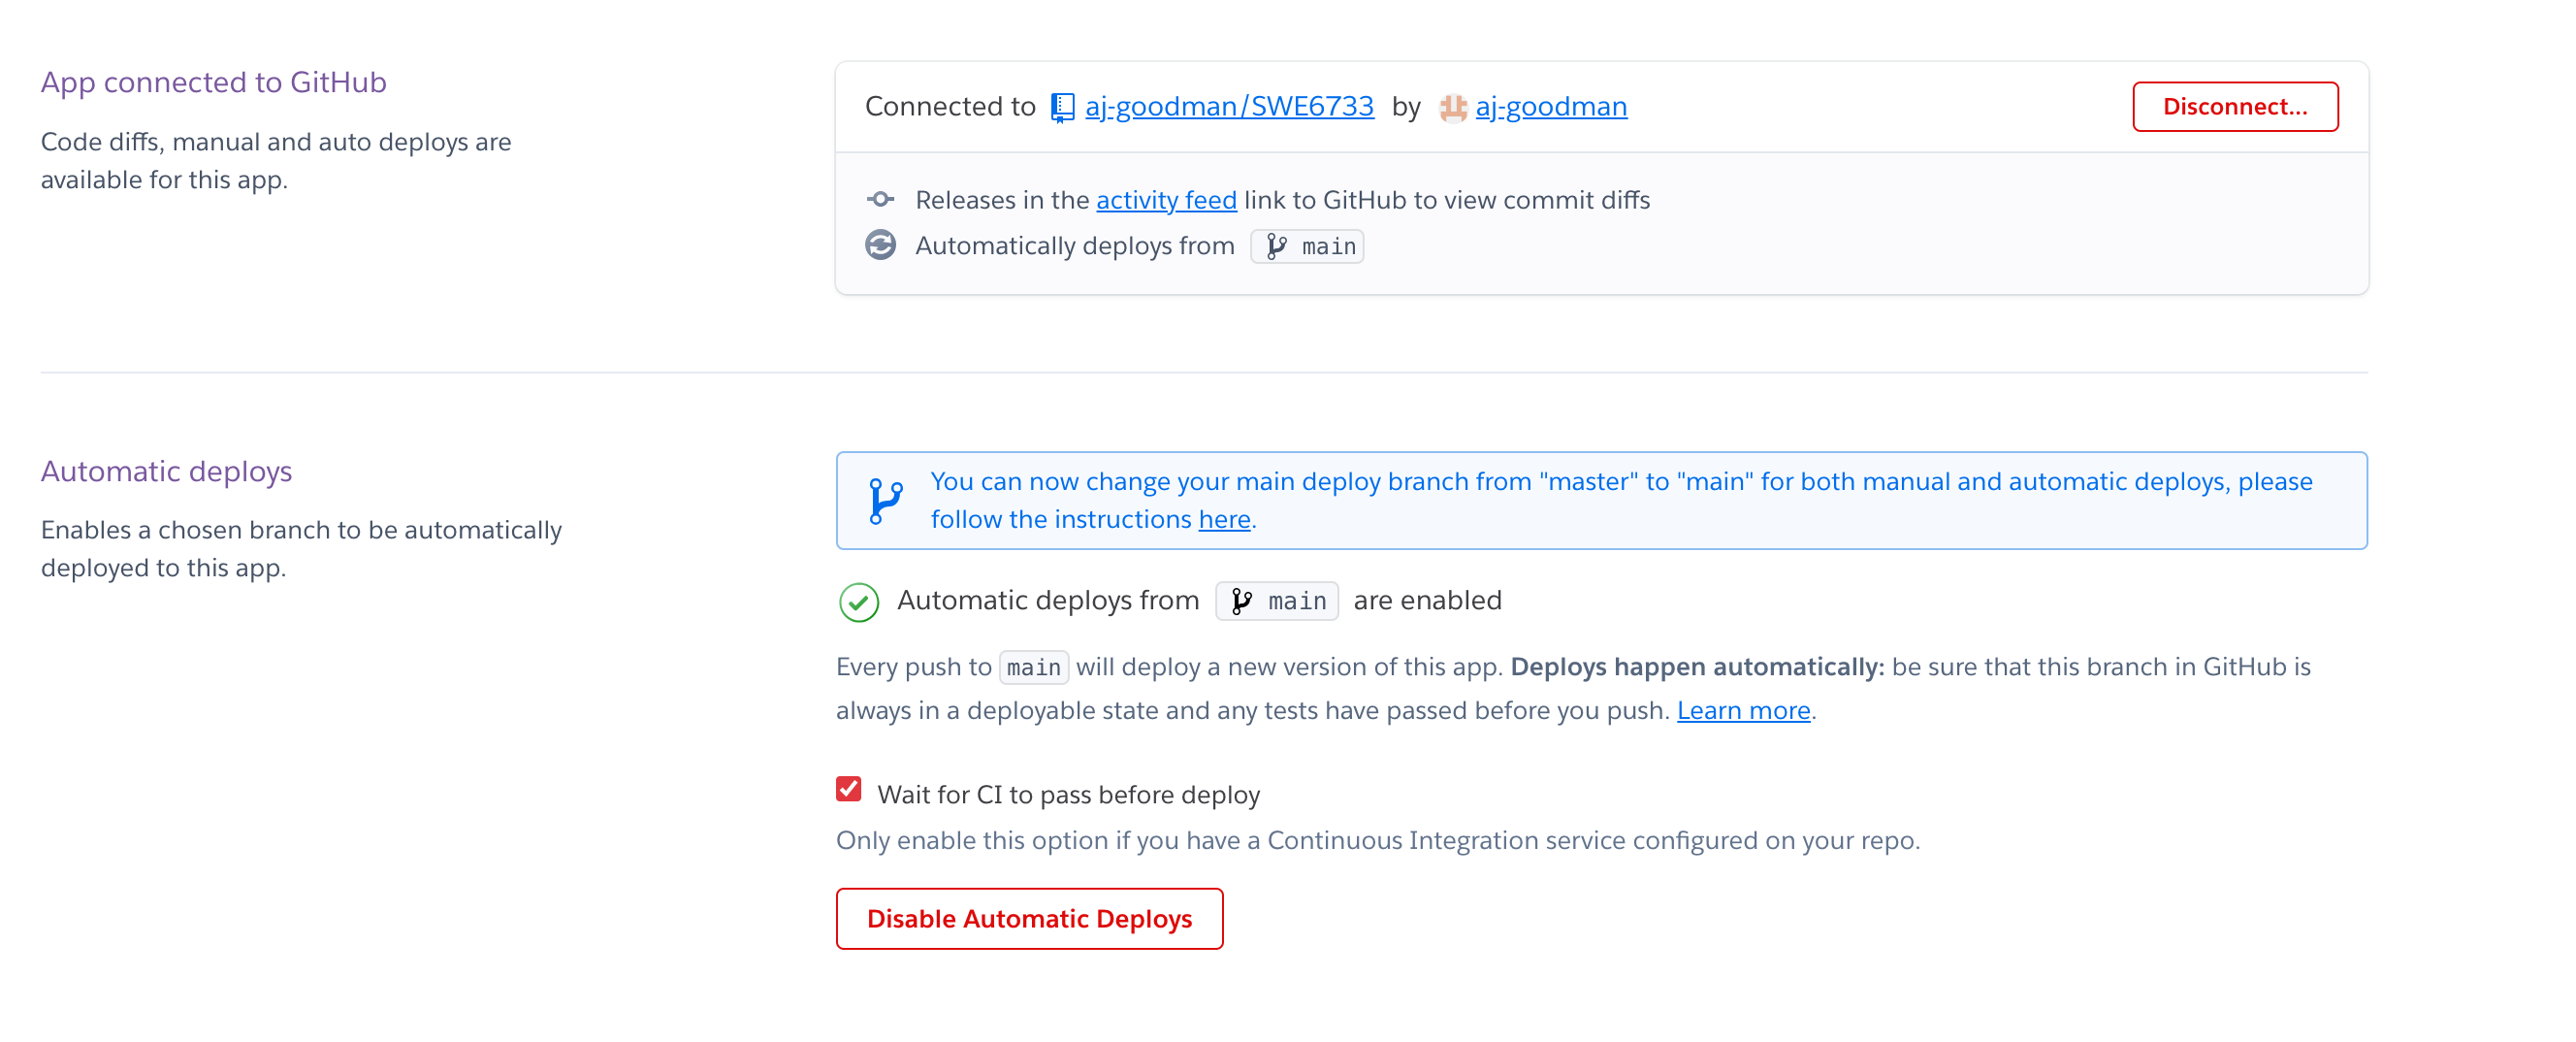 App connected to GitHub
Code diffs, manual and auto deploys are
available for this app.
Connected to aj-goodman/SWE6733 by aj-goodman
Disconnect...
Releases in the activity feed link to GitHub to view commit diffs
Automatically deploys from main
Automatic deploys
Enables a chosen branch to be automatically
deployed to this app.
You can now change your main deploy branch from "master" to "main" for both manual and automatic deploys, please
follow the instructions here.
Automatic deploys from main are enabled
Every push to main will deploy a new version of this app. Deploys happen automatically: be sure that this branch in GitHub is
always in a deployable state and any tests have passed before you push. Learn more.
Wait for CI to pass before deploy
Only enable this option if you have a Continuous Integration service configured on your repo.
Disable Automatic Deploys